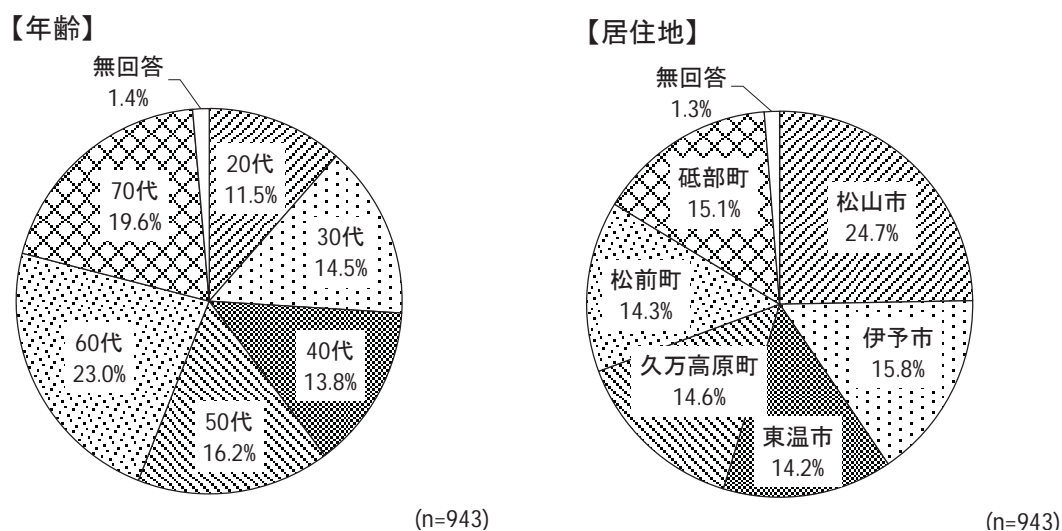 【年齢】
無回答
1.4%
20代
11.5%
30代
14.5%
40代
13.8%
50代
16.2%
60代
23.0%
70代
19.6%
(n=943)
【居住地】
無回答
1.3%
松山市
24.7%
伊予市
15.8%
東温市
14.2%
久万高原町
14.6%
松前町
14.3%
砥部町
15.1%
(n=943)